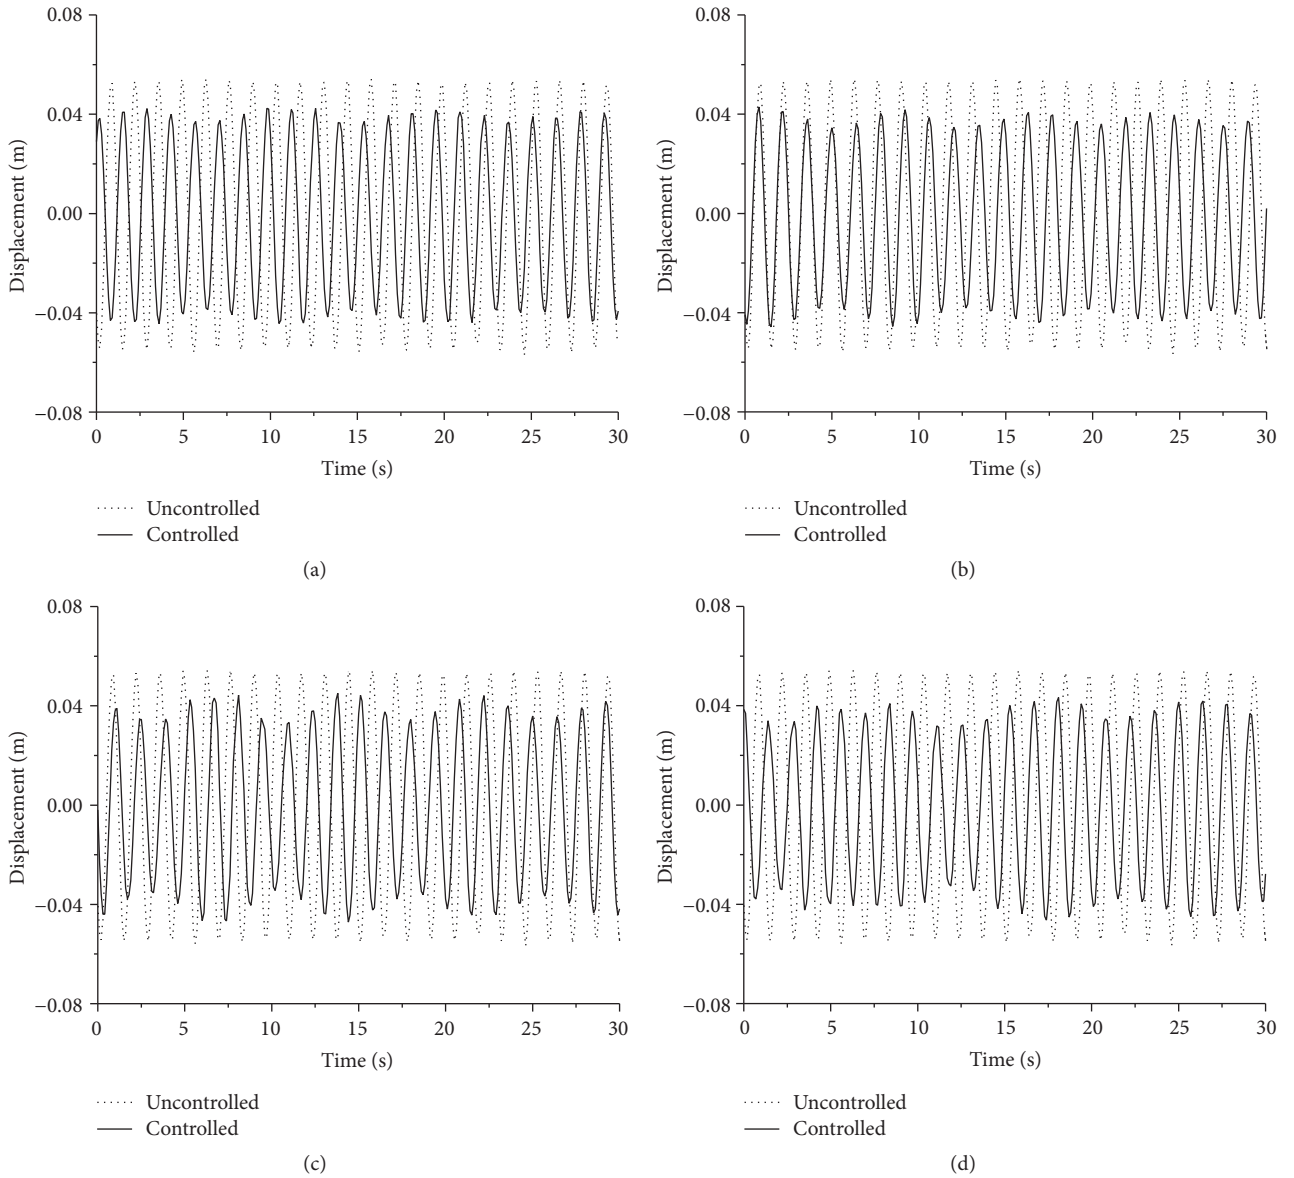 0.08
0.04
0.00
−0.04
−0.08
Displacement (m)
0 5 10 15 20 25 30
Time (s)
Uncontrolled
Controlled
(a)
0.08
0.04
0.00
−0.04
−0.08
Displacement (m)
0 5 10 15 20 25 30
Time (s)
Uncontrolled
Controlled
(b)
0.08
0.04
0.00
−0.04
−0.08
Displacement (m)
0 5 10 15 20 25 30
Time (s)
Uncontrolled
Controlled
(c)
0.08
0.04
0.00
−0.04
−0.08
Displacement (m)
0 5 10 15 20 25 30
Time (s)
Uncontrolled
Controlled
(d)